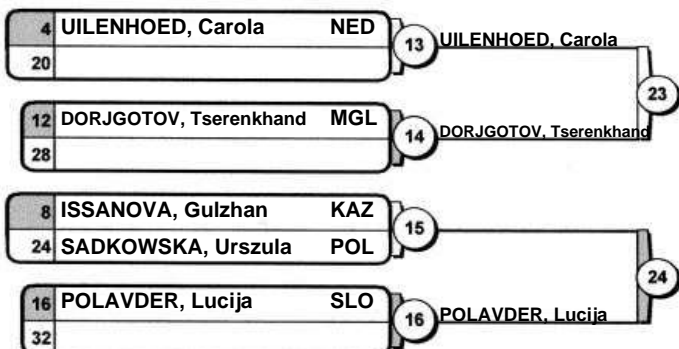 4 UILENHOED, Carola NED
20
13 UILENHOED, Carola
23
12 DORJGOTOV, Tserenkhand MGL
28
14 DORJGOTOV, Tserenkhand
8 ISSANOVA, Gulzhan KAZ
24 SADKOWSKA, Urszula POL
15
24
16 POLAVDER, Lucija SLO
32
16 POLAVDER, Lucija